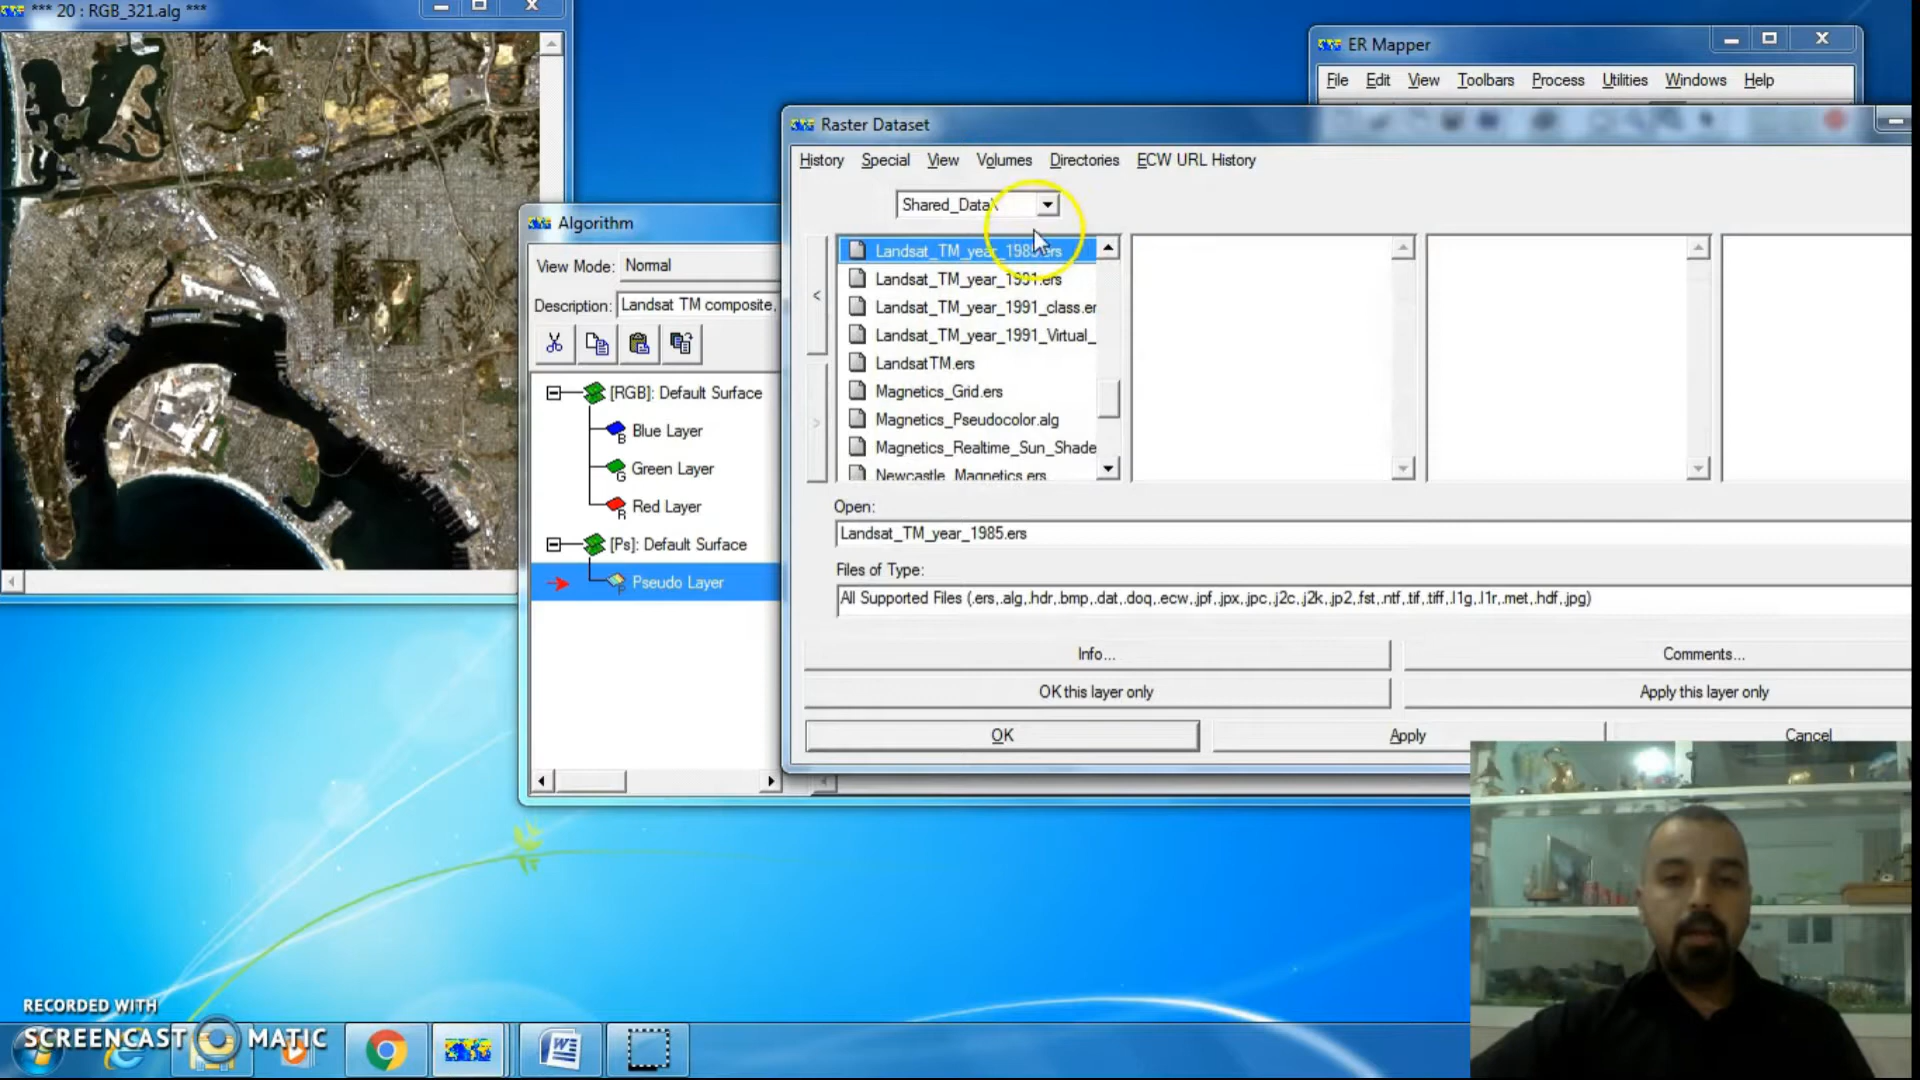 *** 20 : RGB_321.alg ***
ER Mapper
File Edit View Toolbars Process Utilities Windows Help
Raster Dataset
History Special View Volumes Directories ECW URL History
Shared_Data\
Landsat_TM_year_1985.ers
Landsat_TM_year_1991.ers
Landsat_TM_year_1991_class.er
Landsat_TM_year_1991_Virtual_
LandsatTM.ers
Magnetics_Grid.ers
Magnetics_Pseudocolor.alg
Magnetics_Realtime_Sun_Shade
Newcastle_Magnetics.ers
< 
>
Open:
Landsat_TM_year_1985.ers
Files of Type:
All Supported Files (.ers,.alg,.hdr,.bmp,.dat,.doq,.ecw,.jpf,.jpx,.jpc,.j2c,.j2k,.jp2,.fst,.ntf,.tif,.tiff,.l1g,.l1r,.met,.hdf,.jpg)
Info... Comments...
OK this layer only Apply this layer only
OK Apply Cancel
Algorithm
View Mode: Normal
Description: Landsat TM composite,
[RGB]: Default Surface
B Blue Layer
G Green Layer
R Red Layer
[Ps]: Default Surface
P Pseudo Layer
RECORDED WITH
SCREENCAST MATIC
W